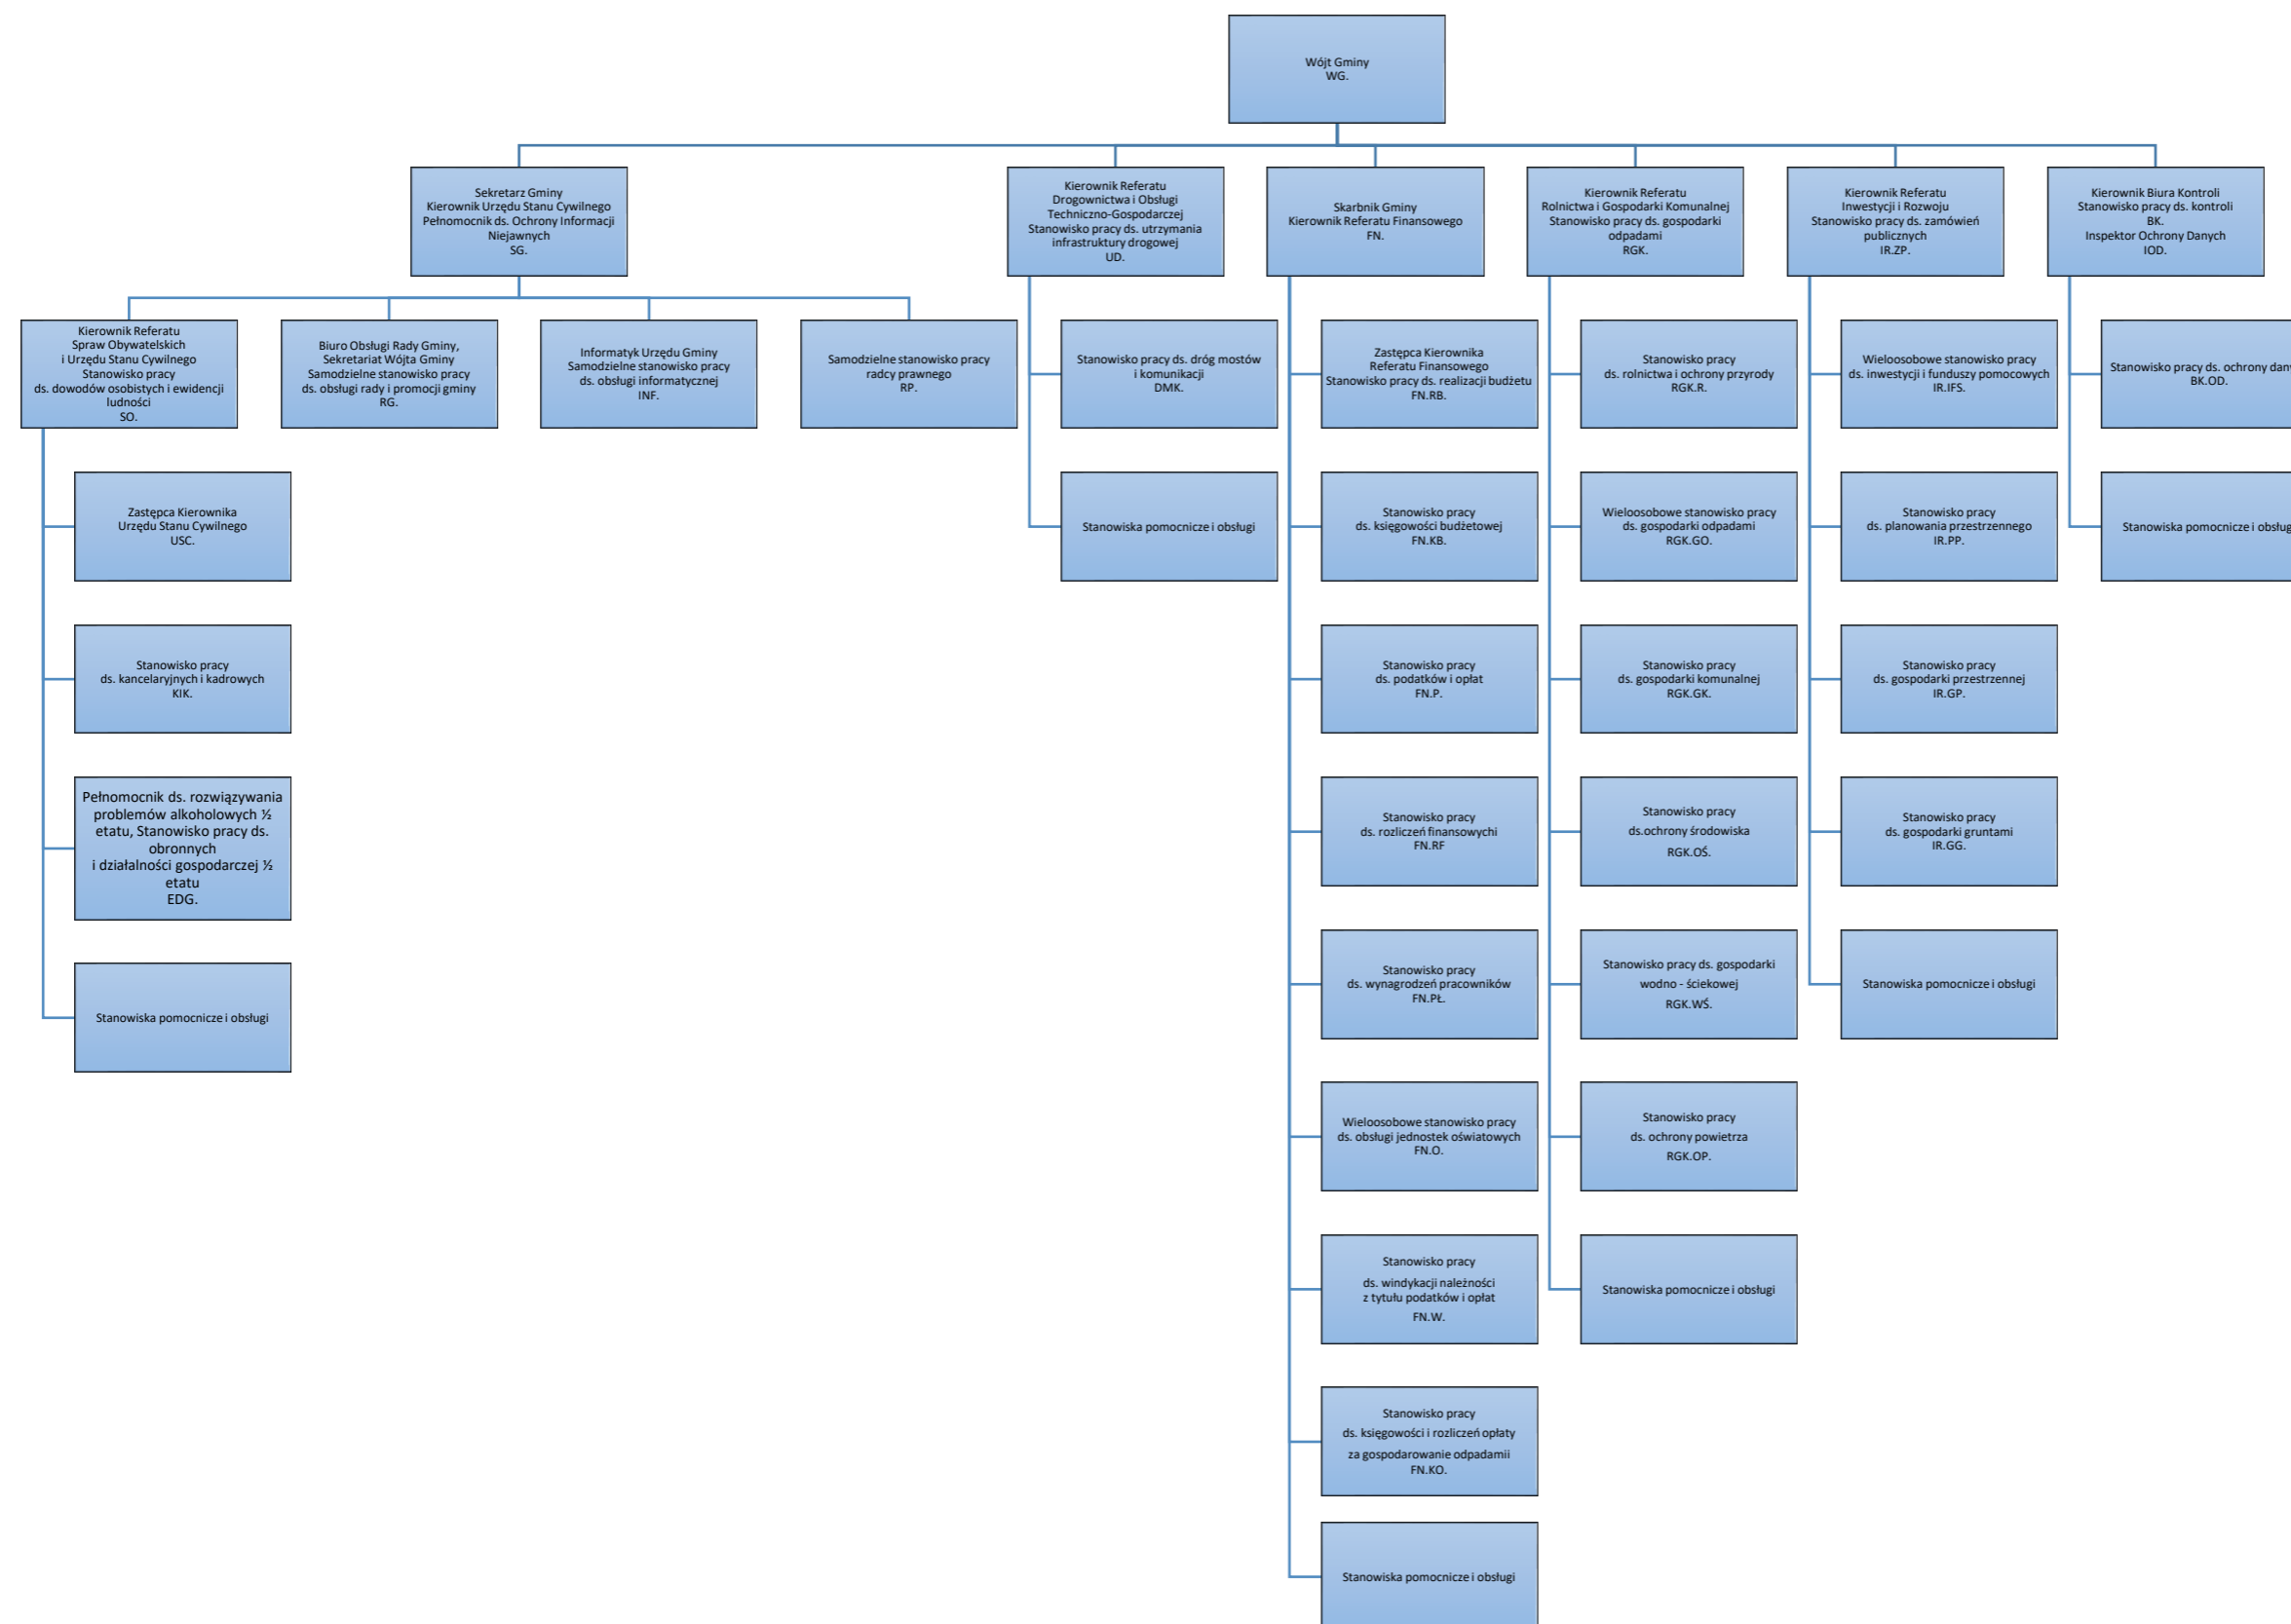 Wójt Gminy
WG.
Sekretarz Gminy
Kierownik Urzędu Stanu Cywilnego
Pełnomocnik ds. Ochrony Informacji
Niejawnych
SG.
Kierownik Referatu
Drogownictwa i Obsługi
Techniczno-Gospodarczej
Stanowisko pracy ds. utrzymania
infrastruktury drogowej
UD.
Skarbnik Gminy
Kierownik Referatu Finansowego
FN.
Kierownik Referatu
Rolnictwa i Gospodarki Komunalnej
Stanowisko pracy ds. gospodarki
odpadami
RGK.
Kierownik Referatu
Inwestycji i Rozwoju
Stanowisko pracy ds. zamówień
publicznych
IR.ZP.
Kierownik Biura Kontroli
Stanowisko pracy ds. kontroli
BK.
Inspektor Ochrony Danych
IOD.
Kierownik Referatu
Spraw Obywatelskich
i Urzędu Stanu Cywilnego
Stanowisko pracy
ds. dowodów osobistych i ewidencji
ludności
SO.
Biuro Obsługi Rady Gminy,
Sekretariat Wójta Gminy
Samodzielne stanowisko pracy
ds. obsługi rady i promocji gminy
RG.
Informatyk Urzędu Gminy
Samodzielne stanowisko pracy
ds. obsługi informatycznej
INF.
Samodzielne stanowisko pracy
radcy prawnego
RP.
Stanowisko pracy ds. dróg mostów
i komunikacji
DMK.
Zastępca Kierownika
Referatu Finansowego
Stanowisko pracy ds. realizacji budżetu
FN.RB.
Stanowisko pracy
ds. rolnictwa i ochrony przyrody
RGK.R.
Wieloosobowe stanowisko pracy
ds. inwestycji i funduszy pomocowych
IR.IFS.
Stanowisko pracy ds. ochrony dany
BK.OD.
Zastępca Kierownika
Urzędu Stanu Cywilnego
USC.
Stanowiska pomocnicze i obsługi
Stanowisko pracy
ds. księgowości budżetowej
FN.KB.
Wieloosobowe stanowisko pracy
ds. gospodarki odpadami
RGK.GO.
Stanowisko pracy
ds. planowania przestrzennego
IR.PP.
Stanowiska pomocnicze i obsług
Stanowisko pracy
ds. kancelaryjnych i kadrowych
KIK.
Stanowisko pracy
ds. podatków i opłat
FN.P.
Stanowisko pracy
ds. gospodarki komunalnej
RGK.GK.
Stanowisko pracy
ds. gospodarki przestrzennej
IR.GP.
Pełnomocnik ds. rozwiązywania
problemów alkoholowych ½
etatu, Stanowisko pracy ds.
obronnych
i działalności gospodarczej ½
etatu
EDG.
Stanowisko pracy
ds. rozliczeń finansowychi
FN.RF
Stanowisko pracy
ds.ochrony środowiska
RGK.OŚ.
Stanowisko pracy
ds. gospodarki gruntami
IR.GG.
Stanowiska pomocnicze i obsługi
Stanowisko pracy
ds. wynagrodzeń pracowników
FN.PŁ.
Stanowisko pracy ds. gospodarki
wodno - ściekowej
RGK.WŚ.
Stanowiska pomocnicze i obsługi
Wieloosobowe stanowisko pracy
ds. obsługi jednostek oświatowych
FN.O.
Stanowisko pracy
ds. ochrony powietrza
RGK.OP.
Stanowisko pracy
ds. windykacji należności
z tytułu podatków i opłat
FN.W.
Stanowiska pomocnicze i obsługi
Stanowisko pracy
ds. księgowości i rozliczeń opłaty
za gospodarowanie odpadamii
FN.KO.
Stanowiska pomocnicze i obsługi